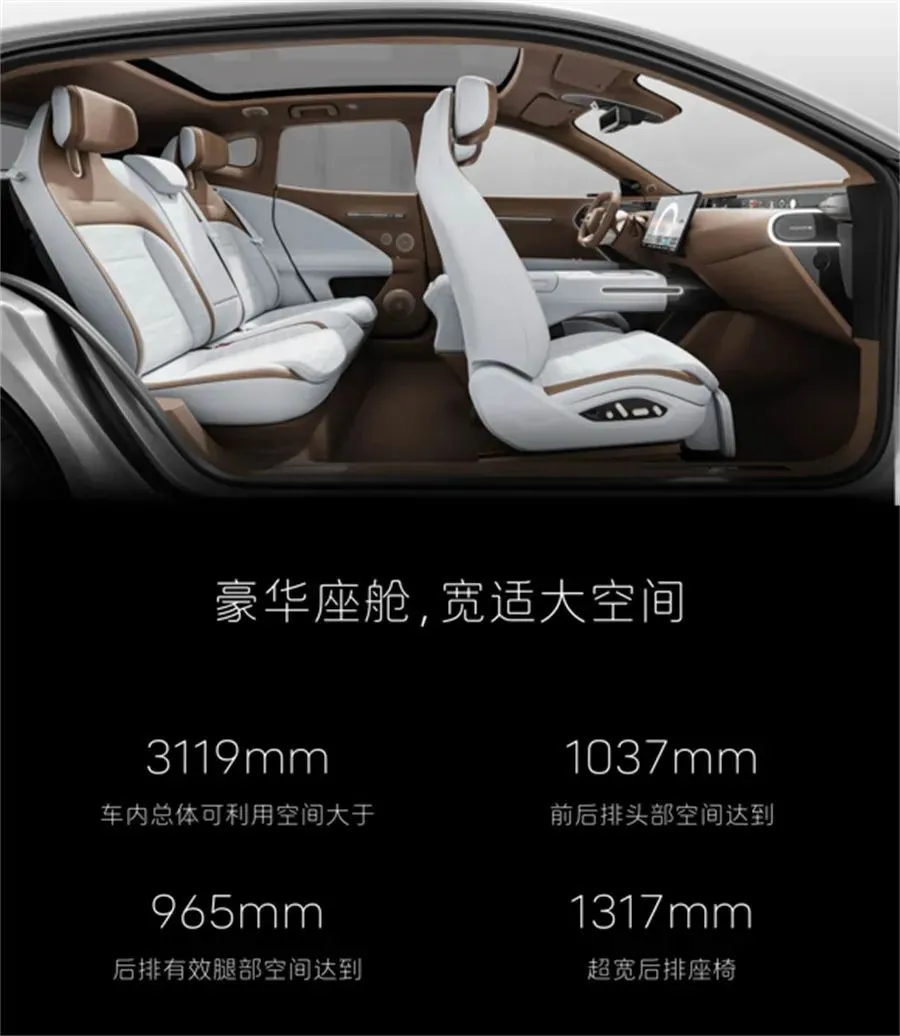 豪华座舱,宽适大空间
3119mm
车内总体可利用空间大于
1037mm
前后排头部空间达到
965mm
后排有效腿部空间达到
1317mm
超宽后排座椅